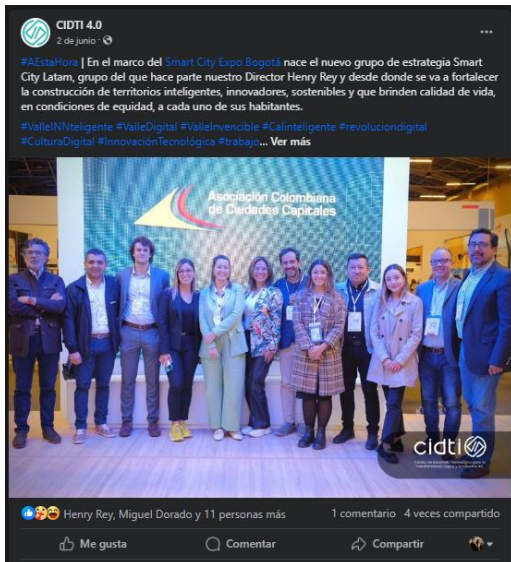 CIDTI 4.0
2 de junio ·
#AEstaHora | En el marco del Smart City Expo Bogotá nace el nuevo grupo de estrategia Smart
City Latam, grupo del que hace parte nuestro Director Henry Rey y desde donde se va a fortalecer
la construcción de territorios inteligentes, innovadores, sostenibles y que brinden calidad de vida,
en condiciones de equidad, a cada uno de sus habitantes.
#ValleINNteligente #ValleDigital #ValleInvencible #Calinteligente #revoluciondigital
#CulturaDigital #InnovaciónTecnológica #trabajo... Ver más
Asociación Colombiana
de Ciudades Capitales
cidti
Henry Rey, Miguel Dorado y 11 personas más
1 comentario 4 veces compartido
Me gusta Comentar Compartir